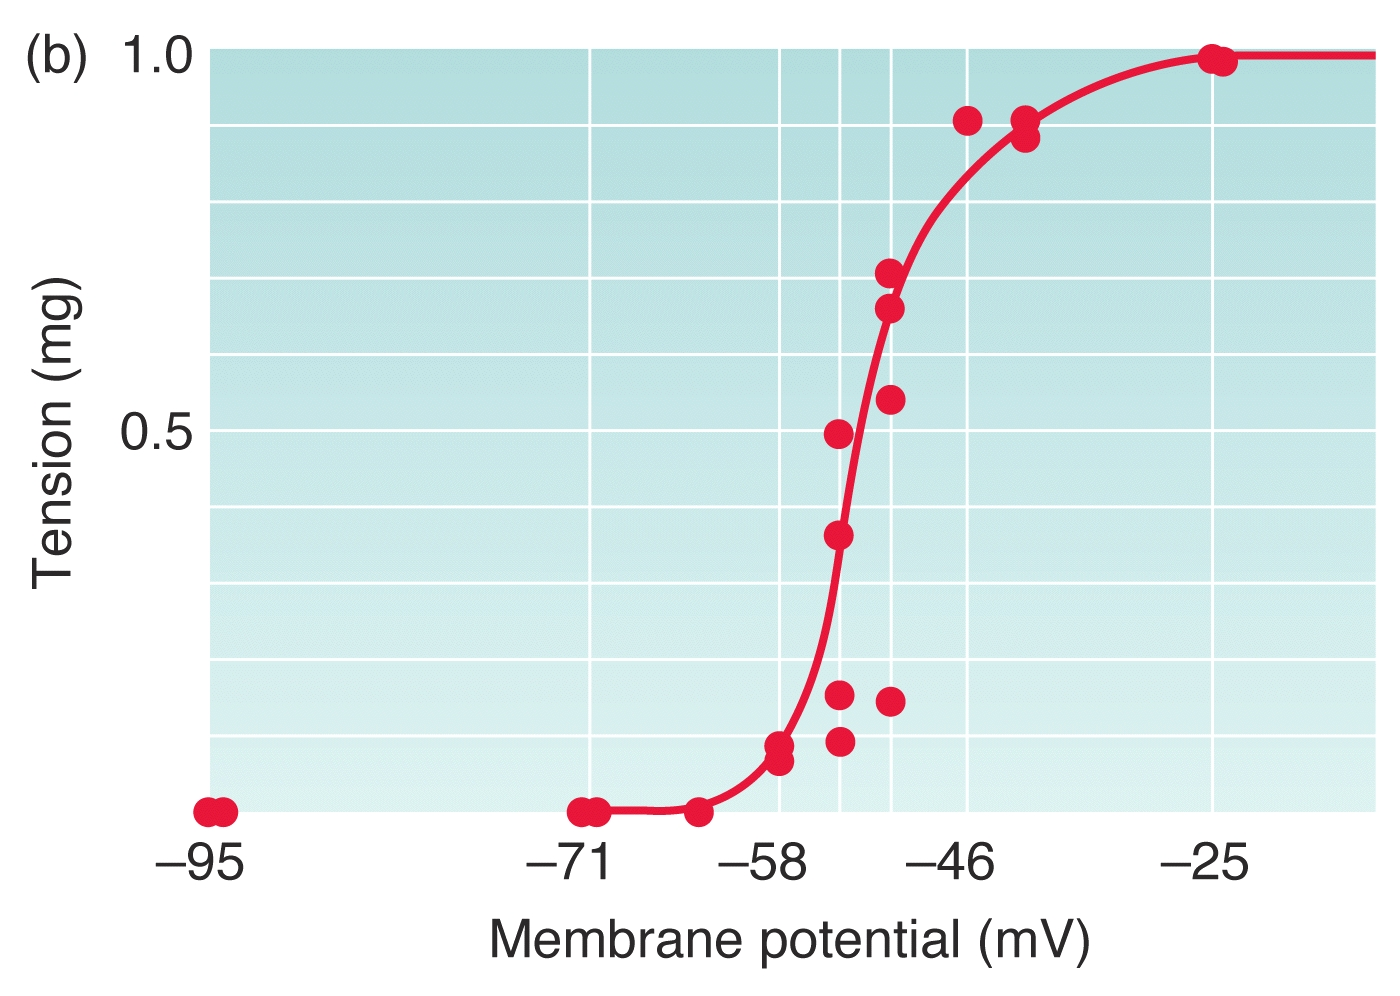 (b)
1.0
0.5
Tension (mg)
–95 –71 –58 –46 –25
Membrane potential (mV)